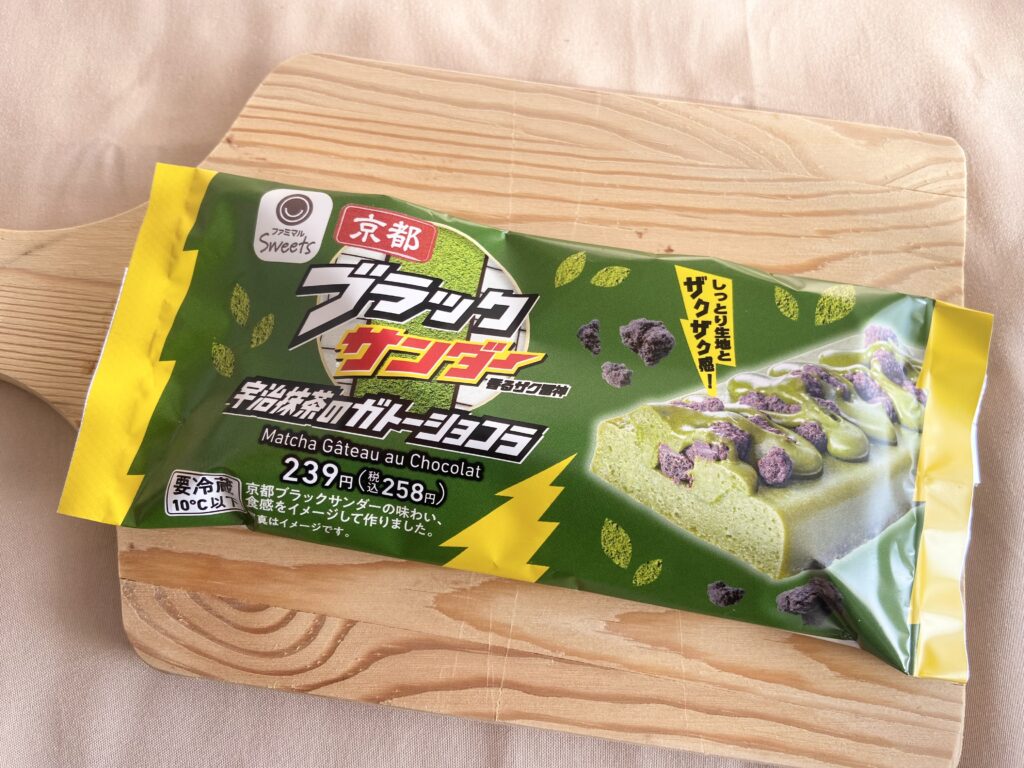 ファミマル
Sweets
京都
ブラック
サンダー
香るザク雷神
宇治抹茶のガトーショコラ
Matcha Gâteau au Chocolat
239円(税込258円)
要冷蔵
10℃以下
京都ブラックサンダーの味わい、
食感をイメージして作りました。
真はイメージです。
しっとり生地と
ザクザク感!